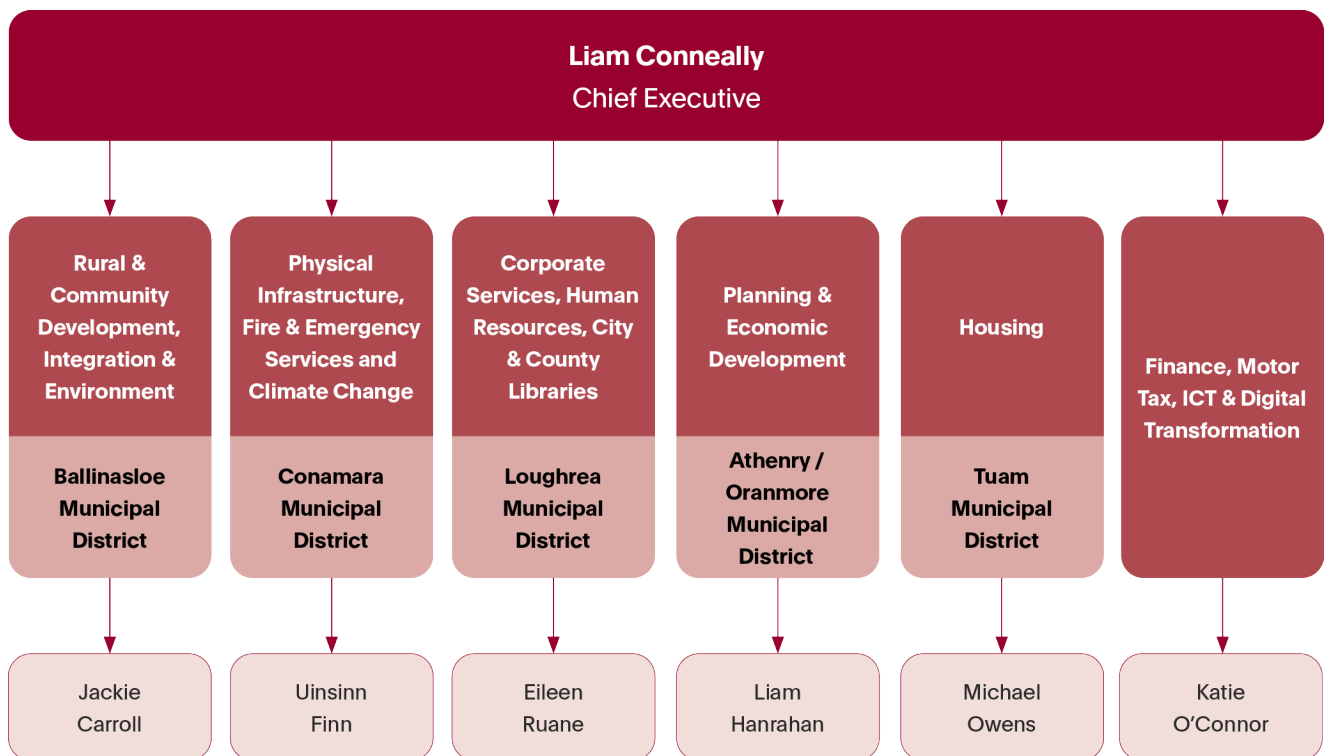 Liam Conneally
Chief Executive
Rural &
Community
Development,
Integration &
Environment
Ballinasloe
Municipal
District
Jackie
Carroll
Physical
Infrastructure,
Fire & Emergency
Services and
Climate Change
Conamara
Municipal
District
Uinsinn
Finn
Corporate
Services, Human
Resources, City
& County
Libraries
Loughrea
Municipal
District
Eileen
Ruane
Planning &
Economic
Development
Athenry /
Oranmore
Municipal
District
Liam
Hanrahan
Housing
Tuam
Municipal
District
Michael
Owens
Finance, Motor
Tax, ICT & Digital
Transformation
Katie
O’Connor